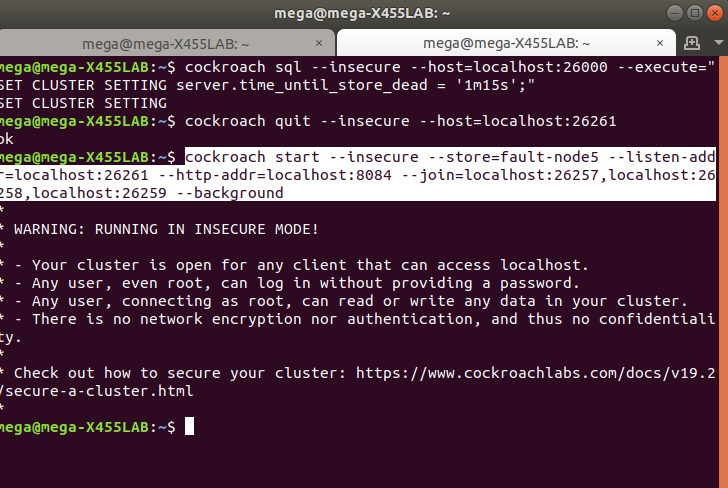 mega@mega-X455LAB: ~
mega@mega-X455LAB: ~ × mega@mega-X455LAB: ~ ×
mega@mega-X455LAB:~$ cockroach sql --insecure --host=localhost:26000 --execute="
SET CLUSTER SETTING server.time_until_store_dead = '1m15s';"
SET CLUSTER SETTING
mega@mega-X455LAB:~$ cockroach quit --insecure --host=localhost:26261
ok
mega@mega-X455LAB:~$ cockroach start --insecure --store=fault-node5 --listen-add
r=localhost:26261 --http-addr=localhost:8084 --join=localhost:26257,localhost:26
258,localhost:26259 --background
*
* WARNING: RUNNING IN INSECURE MODE!
*
* - Your cluster is open for any client that can access localhost.
* - Any user, even root, can log in without providing a password.
* - Any user, connecting as root, can read or write any data in your cluster.
* - There is no network encryption nor authentication, and thus no confidentiali
ty.
*
* Check out how to secure your cluster: https://www.cockroachlabs.com/docs/v19.2
/secure-a-cluster.html
*
mega@mega-X455LAB:~$